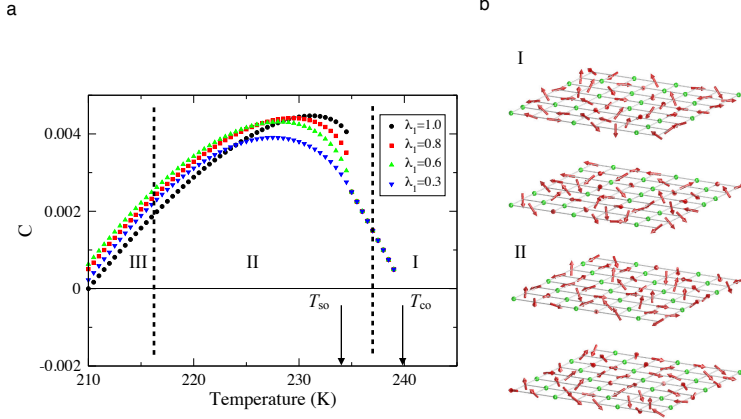 a
b
I
λ1=1.0
λ1=0.8
λ1=0.6
λ1=0.3
0.004
0.002
0
-0.002
C
III
II
I
Tso
Tco
210
220
230
240
Temperature (K)
II